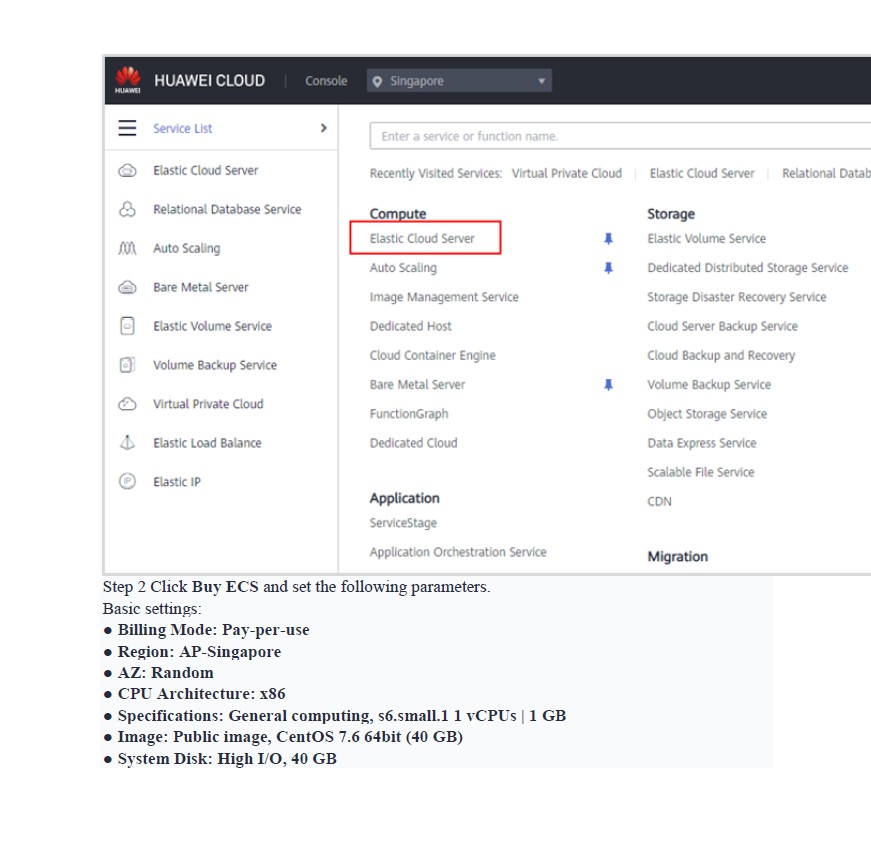 HUAWEI
HUAWEI CLOUD | Console Singapore
Service List
Elastic Cloud Server
Relational Database Service
Auto Scaling
Bare Metal Server
Elastic Volume Service
Volume Backup Service
Virtual Private Cloud
Elastic Load Balance
Elastic IP
Enter a service or function name.
Recently Visited Services: Virtual Private Cloud | Elastic Cloud Server | Relational Datab
Compute
Elastic Cloud Server
Auto Scaling
Image Management Service
Dedicated Host
Cloud Container Engine
Bare Metal Server
FunctionGraph
Dedicated Cloud
Application
ServiceStage
Application Orchestration Service
Storage
Elastic Volume Service
Dedicated Distributed Storage Service
Storage Disaster Recovery Service
Cloud Server Backup Service
Cloud Backup and Recovery
Volume Backup Service
Object Storage Service
Data Express Service
Scalable File Service
CDN
Migration
Step 2 Click Buy ECS and set the following parameters.
Basic settings:
● Billing Mode: Pay-per-use
● Region: AP-Singapore
● AZ: Random
● CPU Architecture: x86
● Specifications: General computing, s6.small.1 1 vCPUs | 1 GB
● Image: Public image, CentOS 7.6 64bit (40 GB)
● System Disk: High I/O, 40 GB